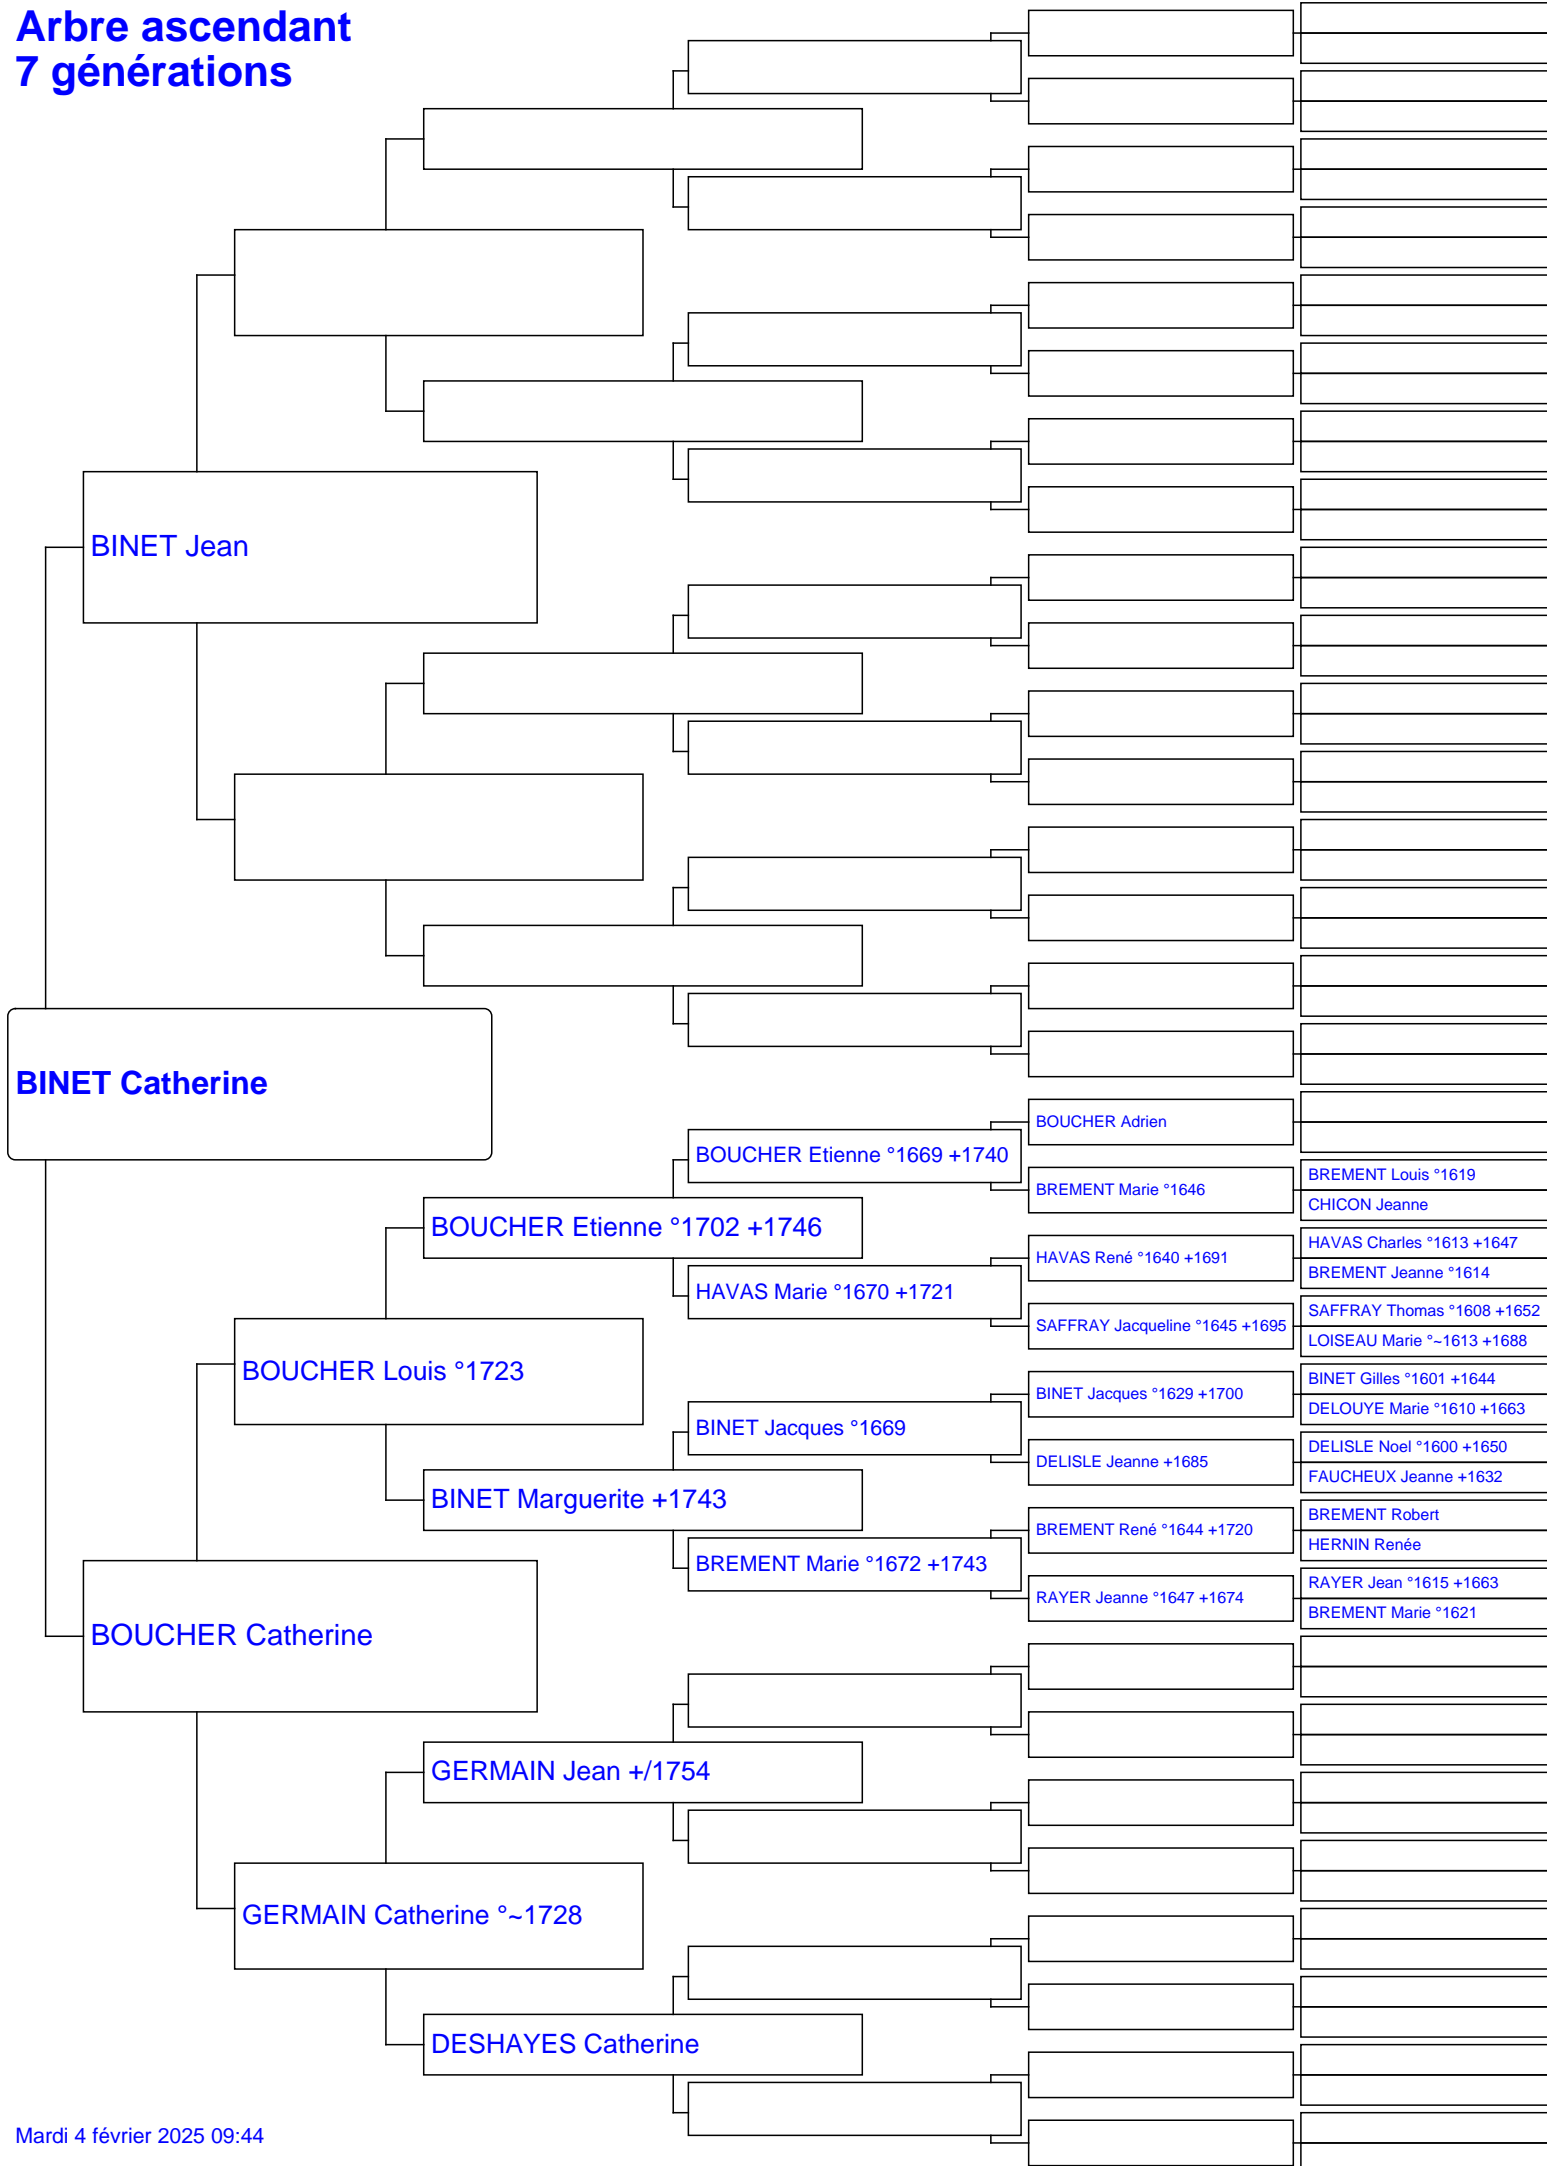 Arbre ascendant
7 générations
BINET Jean
BINET Catherine
BOUCHER Adrien
BOUCHER Etienne °1669 +1740
BREMENT Louis °1619
BREMENT Marie °1646
CHICON Jeanne
BOUCHER Etienne °1702 +1746
HAVAS Charles °1613 +1647
HAVAS René °1640 +1691
BREMENT Jeanne °1614
HAVAS Marie °1670 +1721
SAFFRAY Thomas °1608 +1652
SAFFRAY Jacqueline °1645 +1695
LOISEAU Marie °~1613 +1688
BOUCHER Louis °1723
BINET Gilles °1601 +1644
BINET Jacques °1629 +1700
DELOUYE Marie °1610 +1663
BINET Jacques °1669
DELISLE Noel °1600 +1650
DELISLE Jeanne +1685
FAUCHEUX Jeanne +1632
BINET Marguerite +1743
BREMENT Robert
BREMENT René °1644 +1720
HERNIN Renée
BREMENT Marie °1672 +1743
RAYER Jean °1615 +1663
RAYER Jeanne °1647 +1674
BREMENT Marie °1621
BOUCHER Catherine
GERMAIN Jean +/1754
GERMAIN Catherine °~1728
DESHAYES Catherine
Mardi 4 février 2025 09:44